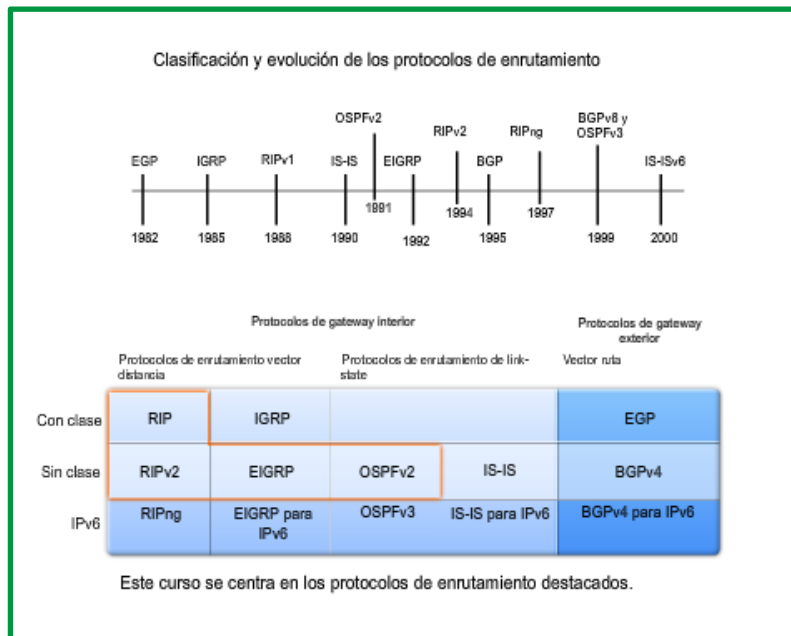 Clasificación y evolución de los protocolos de enrutamiento
OSPFv2
BGPv6 y
OSPFv3
RIPv2
RIPng
EGP
IGRP
RIPv1
IS-IS
EIGRP
BGP
IS-ISv6
1991
1994
1997
1982
1985
1988
1990
1992
1995
1999
2000
Protocolos de gateway interior
Protocolos de gateway
exterior
Protocolos de enrutamiento vector
distancia
Protocolos de enrutamiento de link-
state
Vector ruta
Con clase
RIP
IGRP
EGP
Sin clase
RIPv2
EIGRP
OSPFv2
IS-IS
BGPv4
IPv6
RIPng
EIGRP para
IPv6
OSPFv3
IS-IS para IPv6
BGPv4 para IPv6
Este curso se centra en los protocolos de enrutamiento destacados.